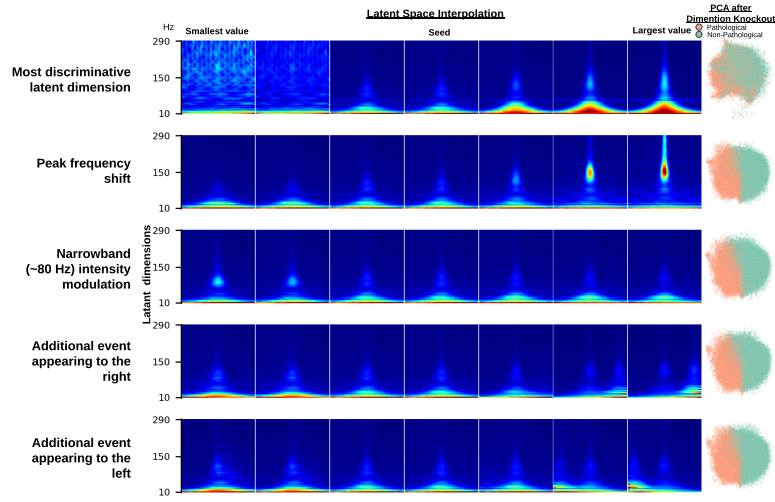 Latent Space Interpolation
PCA after
Dimention Knockout
Pathological
Non-Pathological
Hz
Smallest value
Seed
Largest value
Most discriminative
latent dimension
290
150
10
Peak frequency
shift
290
150
10
Narrowband
(~80 Hz) intensity
modulation
290
150
10
Latant dimensions
Additional event
appearing to the
right
290
150
10
Additional event
appearing to the
left
290
150
10